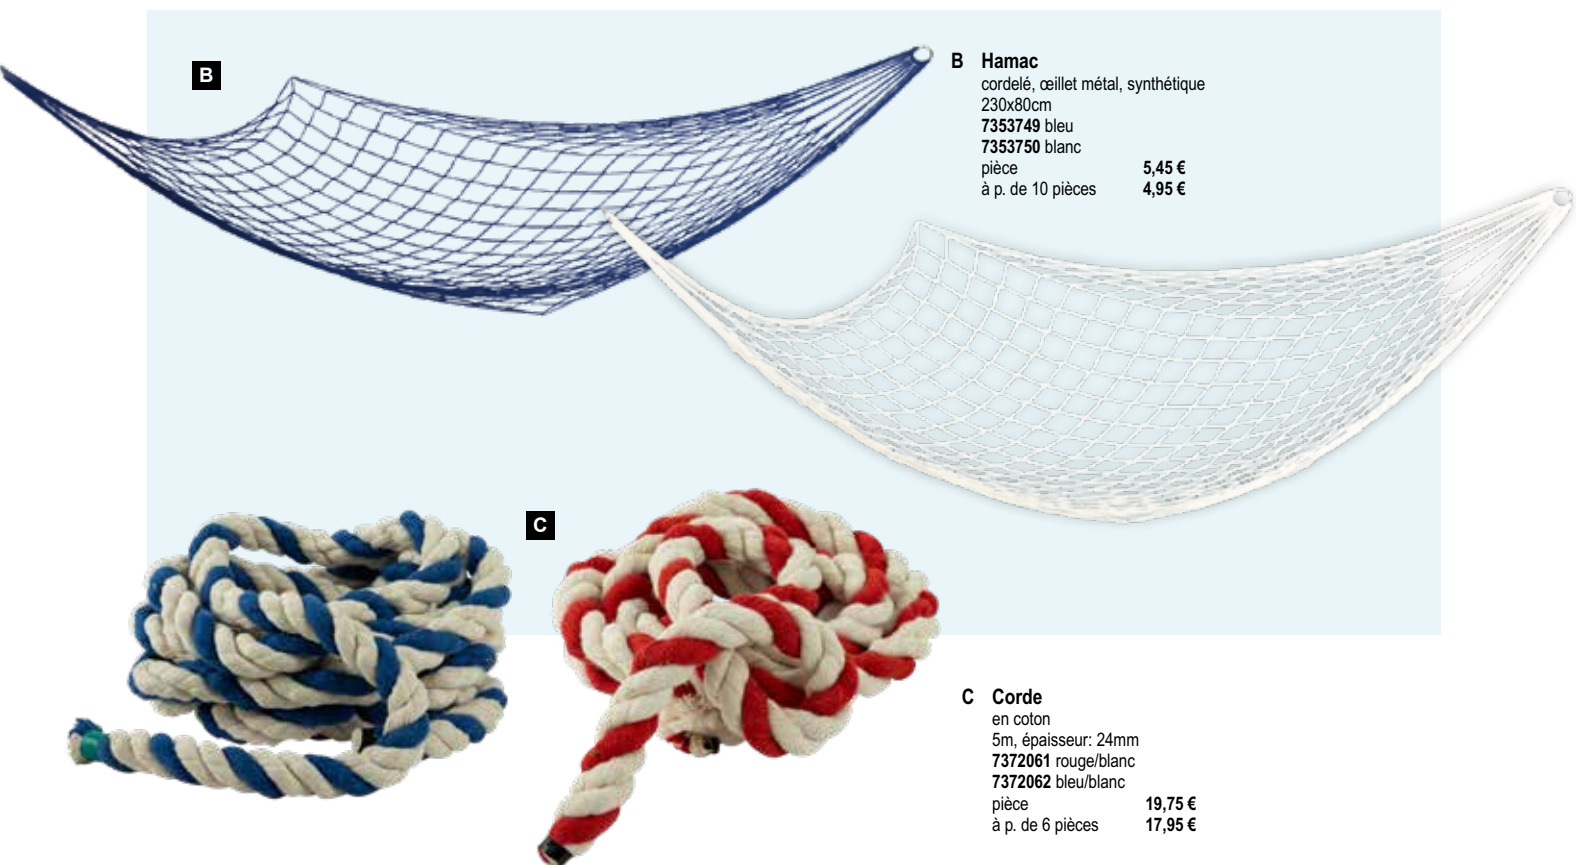 B
B Hamac
cordelé, œillet métal, synthétique
230x80cm
7353749 bleu
7353750 blanc
pièce 5,45 €
à p. de 10 pièces 4,95 €
C
C Corde
en coton
5m, épaisseur: 24mm
7372061 rouge/blanc
7372062 bleu/blanc
pièce 19,75 €
à p. de 6 pièces 17,95 €